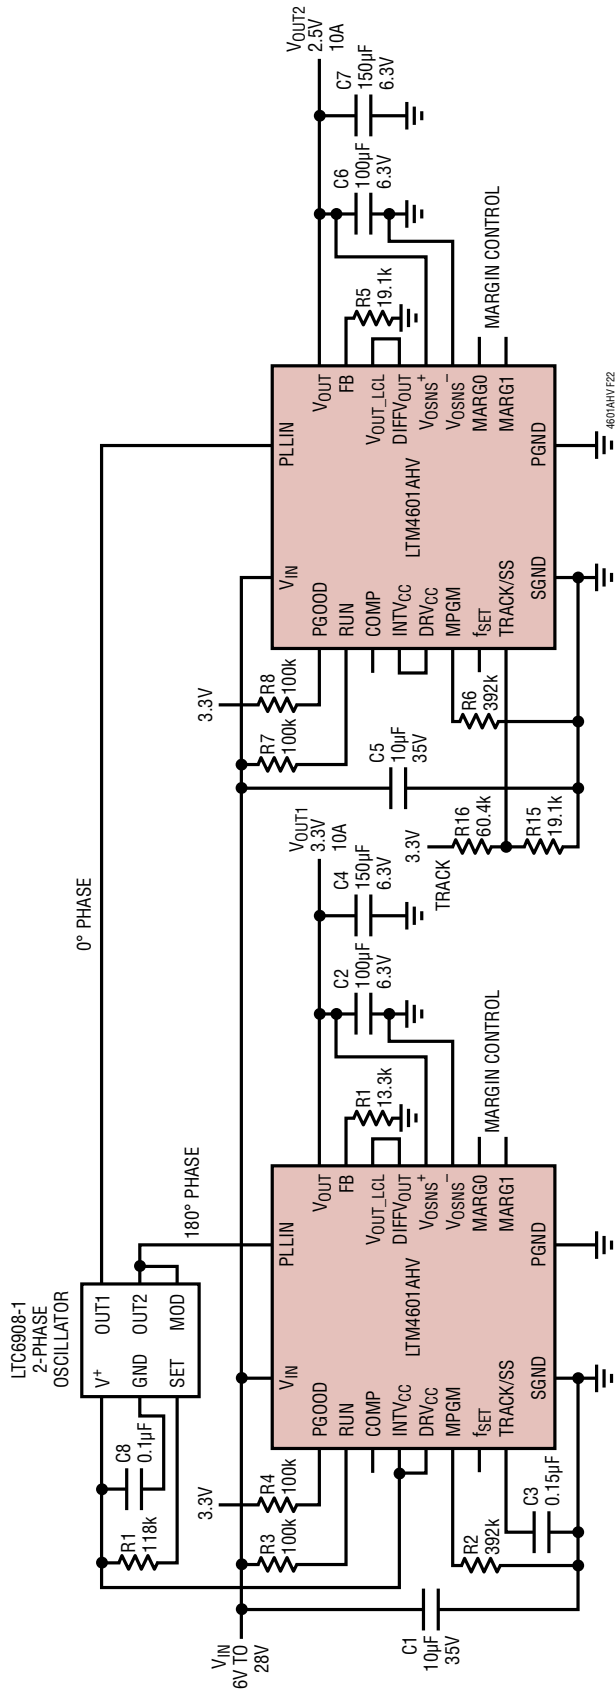 LTC6908-1
2-PHASE
OSCILLATOR
V+
OUT1
GND
OUT2
SET
MOD
C8
0.1µF
R1
118k
180° PHASE
0° PHASE
VIN
6V TO
28V
C1
10µF
35V
R3
100k
3.3V
R4
100k
VIN
PLLIN
PGOOD
RUN
COMP
INTVCC
DRVCC
MPGM
fSET
TRACK/SS
LTM4601AHV
VOUT
FB
VOUT_LCL
DIFFVOUT
VOSNS+
VOSNS–
MARG0
MARG1
SGND
PGND
R2
392k
C3
0.15µF
R1
13.3k
MARGIN CONTROL
C2
100µF
6.3V
C4
150µF
6.3V
VOUT1
3.3V
10A
3.3V
TRACK
R16
60.4k
R15
19.1k
C5
10µF
35V
R7
100k
3.3V
R8
100k
VIN
PLLIN
PGOOD
RUN
COMP
INTVCC
DRVCC
MPGM
fSET
TRACK/SS
LTM4601AHV
VOUT
FB
VOUT_LCL
DIFFVOUT
VOSNS+
VOSNS–
MARG0
MARG1
SGND
PGND
R6
392k
R5
19.1k
MARGIN CONTROL
C6
100µF
6.3V
C7
150µF
6.3V
VOUT2
2.5V
10A
4601AHV F22